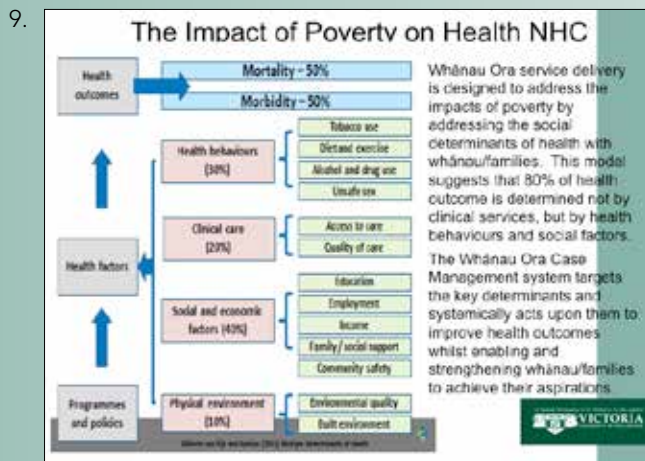 9.
The Impact of Poverty on Health NHC
Health
outcomes
Mortality – 50%
Morbidity – 50%
Health behaviours
(30%)
Tobacco use
Diet and exercise
Alcohol and drug use
Unsafe sex
Clinical care
(20%)
Access to care
Quality of care
Health factors
Social and economic
factors (40%)
Education
Employment
Income
Family/social support
Community safety
Programmes
and policies
Physical environment
(10%)
Environmental quality
Built environment
Whānau Ora service delivery
is designed to address the
impacts of poverty by
addressing the social
determinants of health with
whānau/families. This model
suggests that 80% of health
outcome is determined not by
clinical services, but by health
behaviours and social factors.
The Whānau Ora Case
Management system targets
the key determinants and
systemically acts upon them to
improve health outcomes
whilst enabling and
strengthening whānau/families
to achieve their aspirations
VICTORIA